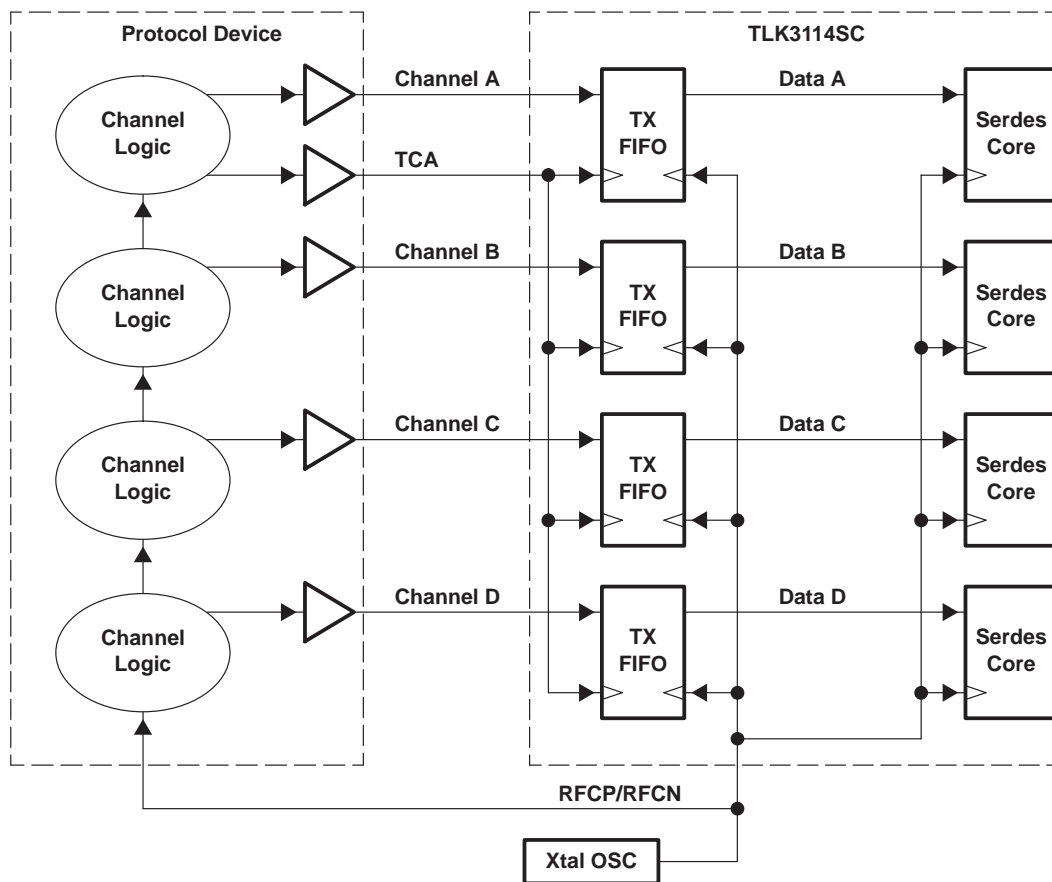 Protocol Device
TLK3114SC
Channel
Logic
Channel A
TX
FIFO
Data A
Serdes
Core
TCA
Channel
Logic
Channel B
TX
FIFO
Data B
Serdes
Core
Channel
Logic
Channel C
TX
FIFO
Data C
Serdes
Core
Channel
Logic
Channel D
TX
FIFO
Data D
Serdes
Core
RFCP/RFCN
Xtal OSC